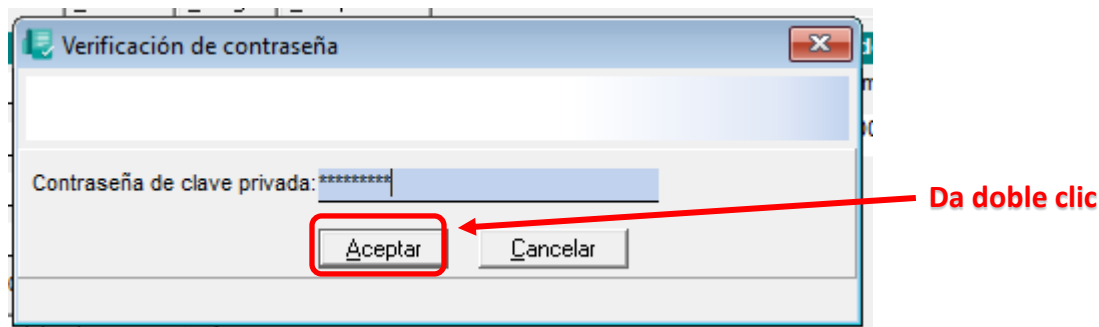 Verificación de contraseña
Contraseña de clave privada: *********
Da doble clic
Aceptar Cancelar